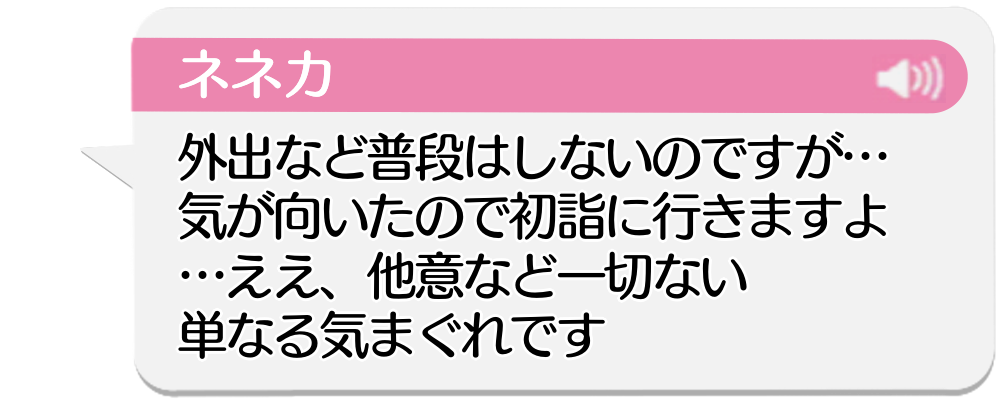 ネネカ
外出など普段はしないのですが…
気が向いたので初詣に行きますよ
…ええ、他意など一切ない
単なる気まぐれです